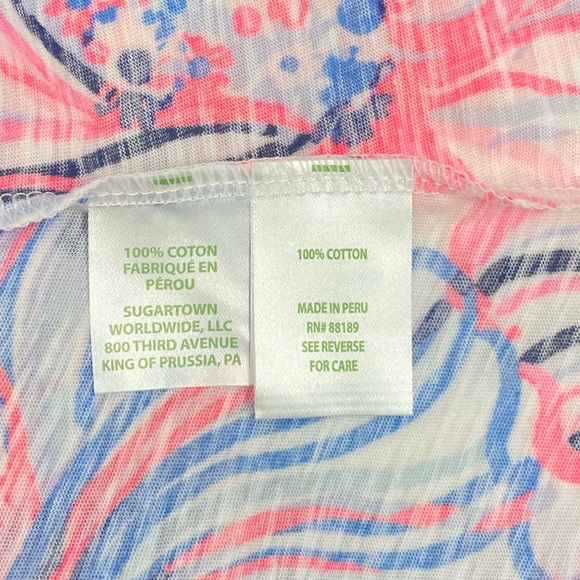 100% COTON
FABRIQUÉ EN
PÉROU
SUGARTOWN
WORLDWIDE, LLC
800 THIRD AVENUE
KING OF PRUSSIA, PA
100% COTTON
MADE IN PERU
RN# 88189
SEE REVERSE
FOR CARE